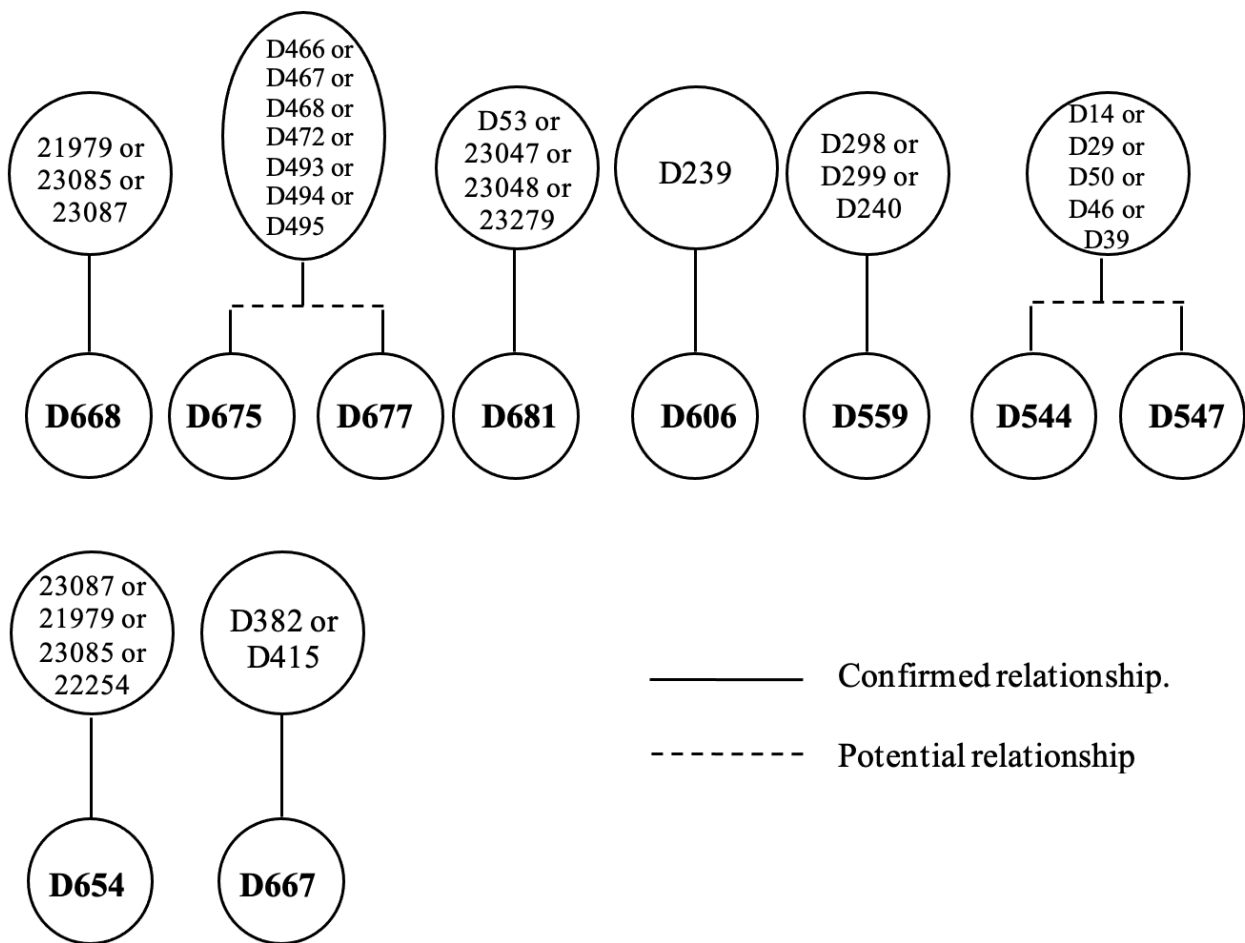 21979 or
23085 or
23087
D466 or
D467 or
D468 or
D472 or
D493 or
D494 or
D495
D53 or
23047 or
23048 or
23279
D239
D298 or
D299 or
D240
D14 or
D29 or
D50 or
D46 or
D39
D668
D675
D677
D681
D606
D559
D544
D547
23087 or
21979 or
23085 or
22254
D382 or
D415
Confirmed relationship.
Potential relationship
D654
D667